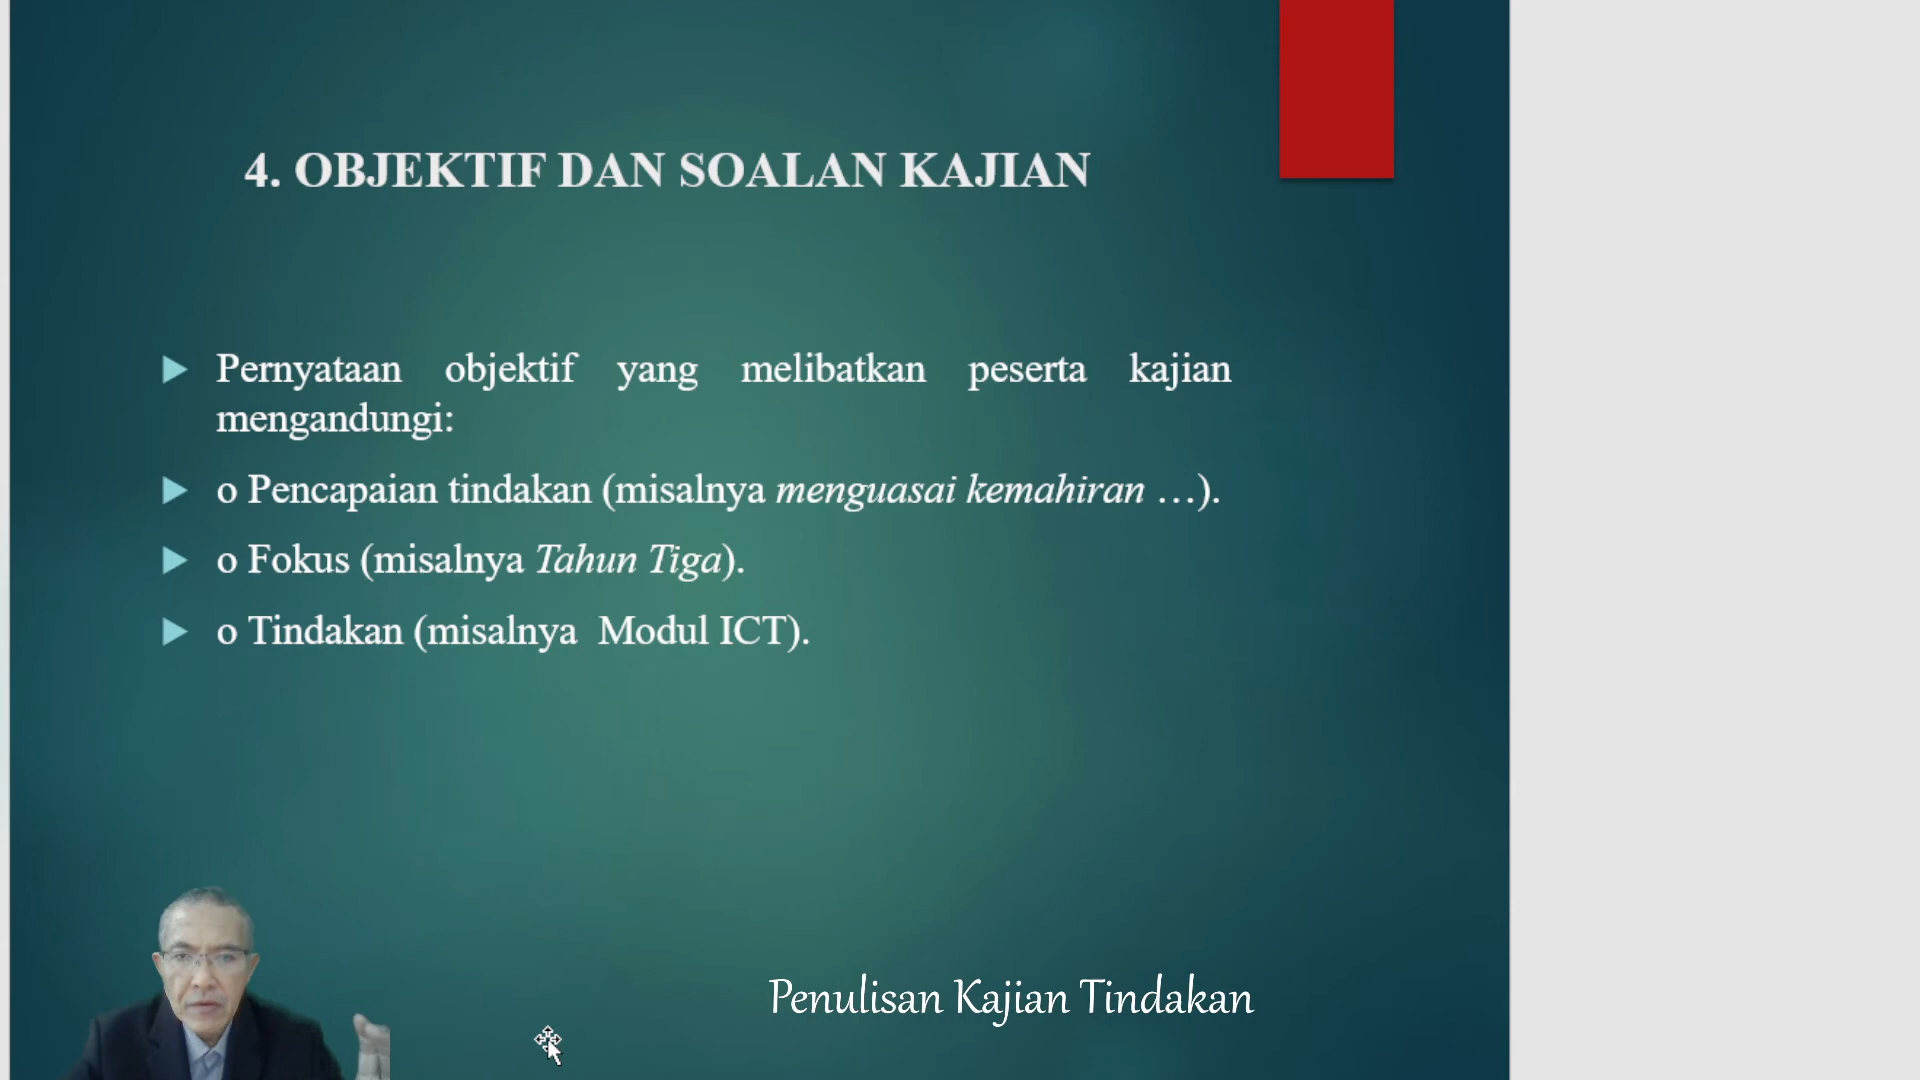 4. OBJEKTIF DAN SOALAN KAJIAN
Pernyataan objektif yang melibatkan peserta kajian
mengandungi:
o Pencapaian tindakan (misalnya menguasai kemahiran …).
o Fokus (misalnya Tahun Tiga).
o Tindakan (misalnya Modul ICT).
Penulisan Kajian Tindakan